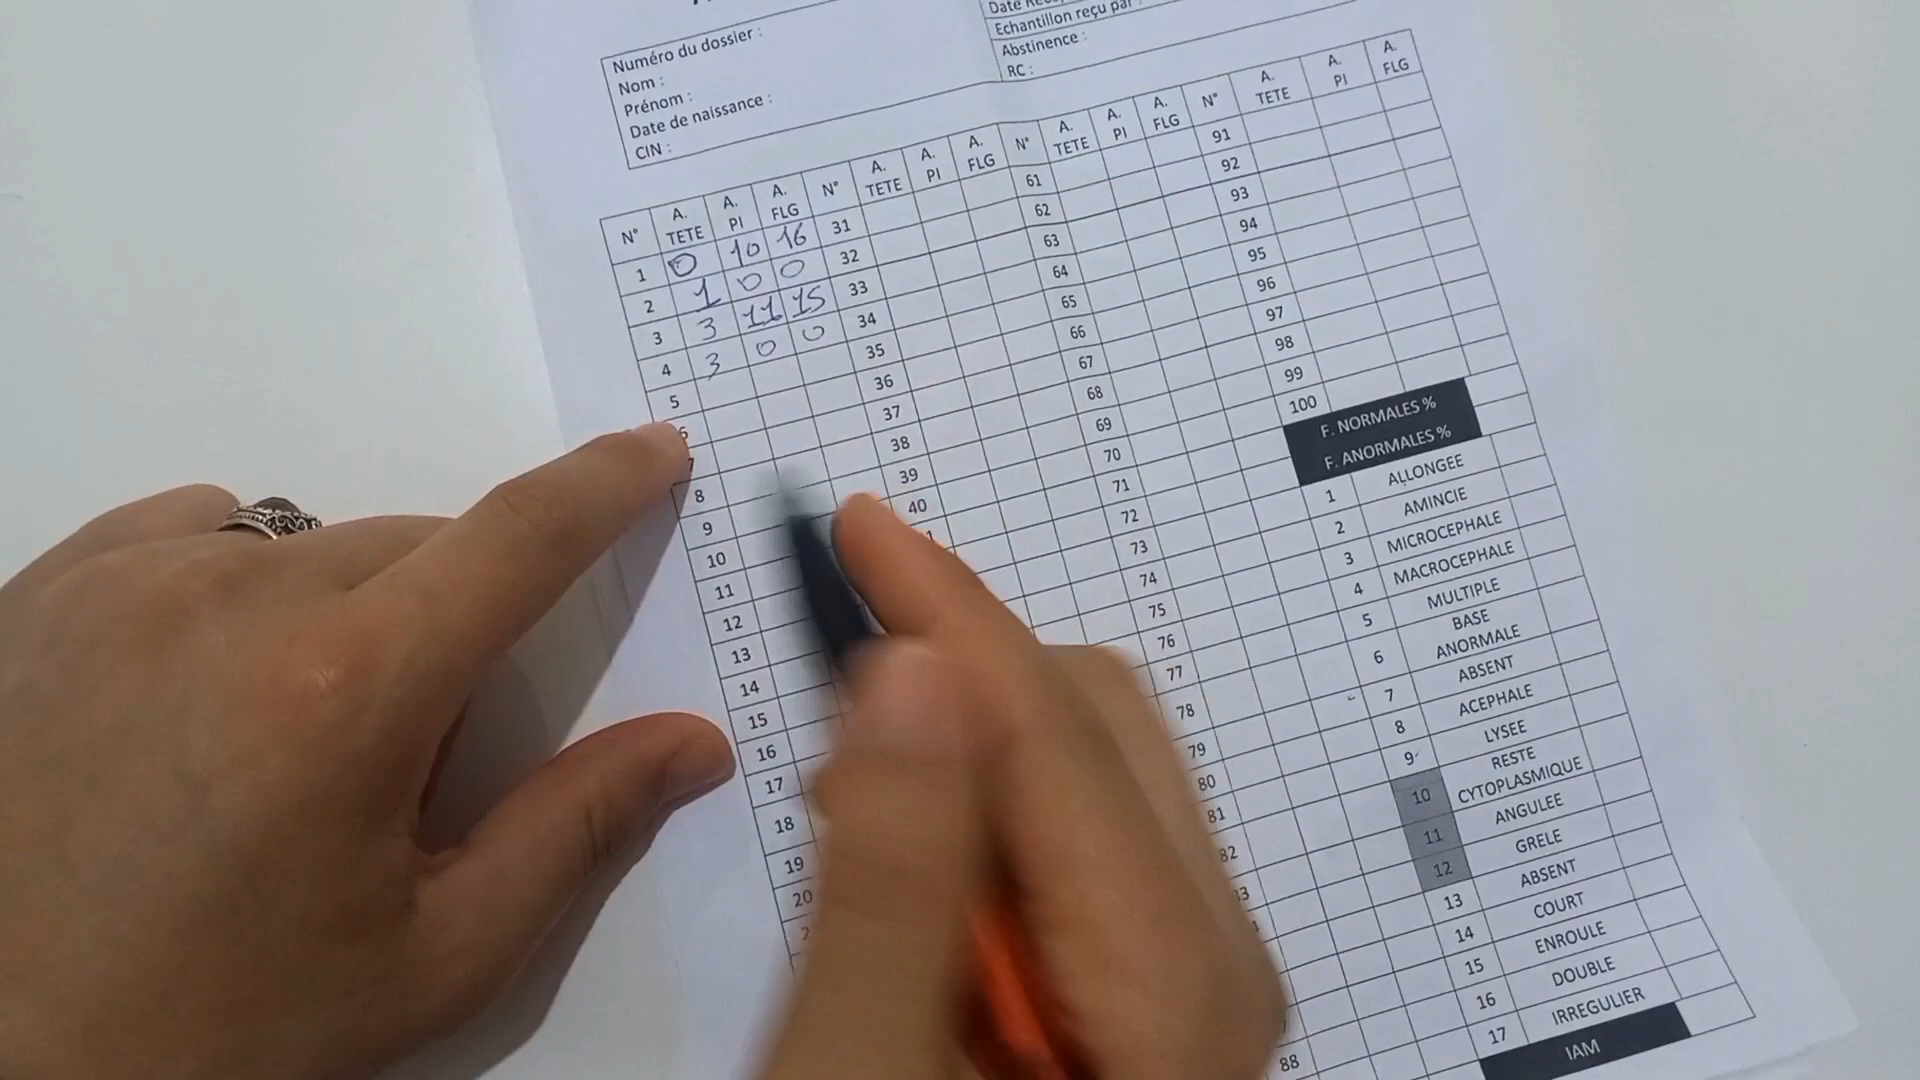 Numéro du dossier :
Nom :
Prénom :
Date de naissance :
CIN :
Echantillon reçu par :
Abstinence :
RC :
N° A. TETE A. PI A. FLG N° A. TETE A. PI A. FLG N° A. TETE A. PI A. FLG N° A. TETE A. PI A. FLG
1 0 10 16
2 1 0 0
3 3 11 15
4 3 0 0
5
6
7
8
9
10
11
12
13
14
15
16
17
18
19
20
31
32
33
34
35
36
37
38
39
40
61
62
63
64
65
66
67
68
69
70
71
72
73
74
75
76
77
78
79
80
81
82
88
91
92
93
94
95
96
97
98
99
100
F. NORMALES %
F. ANORMALES %
1 ALLONGEE
2 AMINCIE
3 MICROCEPHALE
4 MACROCEPHALE
5 MULTIPLE
6 BASE ANORMALE
7 ABSENT
8 ACEPHALE
9 LYSEE
10 RESTE CYTOPLASMIQUE
11 ANGULEE
12 GRELE
13 ABSENT
14 COURT
15 ENROULE
16 DOUBLE
17 IRREGULIER
IAM